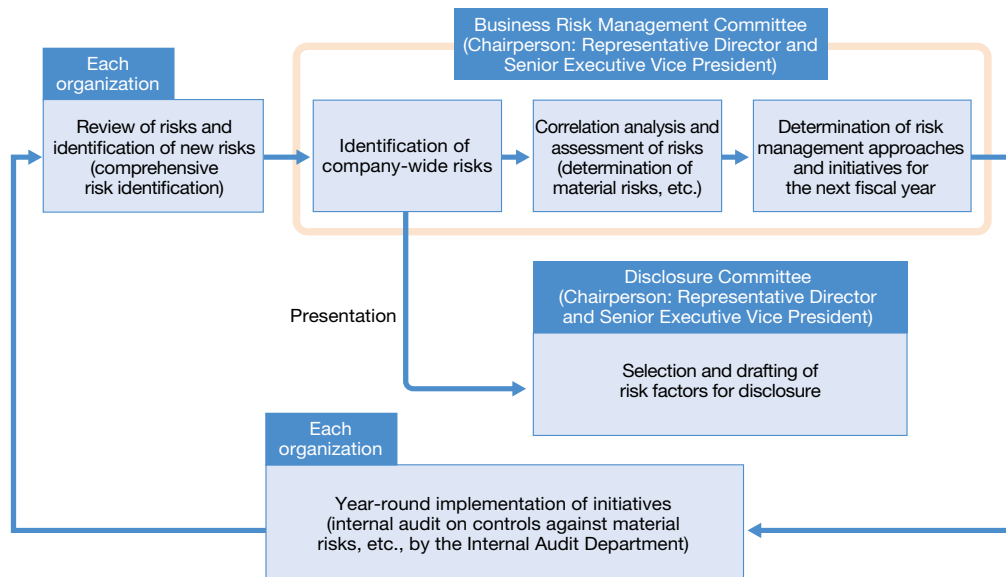 Business Risk Management Committee
(Chairperson: Representative Director and
Senior Executive Vice President)
Each
organization
Review of risks and
identification of new risks
(comprehensive
risk identification)
Identification of
company-wide risks
Correlation analysis and
assessment of risks
(determination of
material risks, etc.)
Determination of risk
management approaches
and initiatives for
the next fiscal year
Presentation
Disclosure Committee
(Chairperson: Representative Director
and Senior Executive Vice President)
Selection and drafting of
risk factors for disclosure
Each
organization
Year-round implementation of initiatives
(internal audit on controls against material
risks, etc., by the Internal Audit Department)